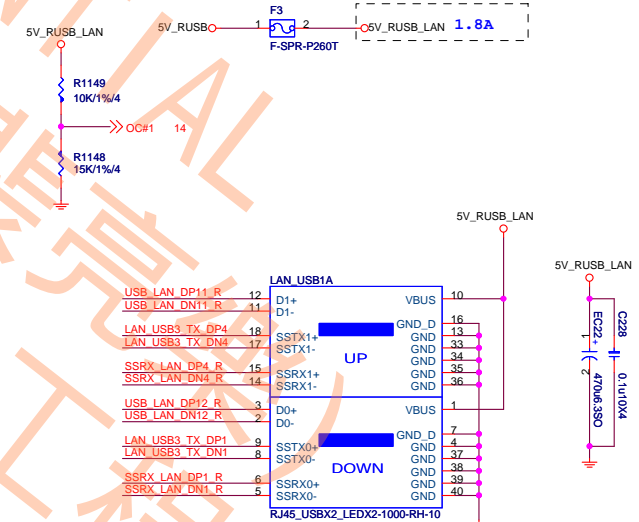 F3
5V_RUSB 1 2 5V_RUSB_LAN 1.8A
F-SPR-P260T
5V_RUSB_LAN
R1149
10K/1%/4
OC#1 14
R1148
15K/1%/4
5V_RUSB_LAN
5V_RUSB_LAN
LAN_USB1A
USB_LAN_DP11_R 12 D1+ VBUS 10
USB_LAN_DN11_R 11 D1-
GND_D 16
LAN_USB3_TX_DP4 18 SSTX1+ GND 13
LAN_USB3_TX_DN4 17 SSTX1- GND 33
UP GND 34
SSRX_LAN_DP4_R 15 SSRX1+ GND 35
SSRX_LAN_DN4_R 14 SSRX1- GND 36
USB_LAN_DP12_R 3 D0+ VBUS 1
USB_LAN_DN12_R 2 D0-
GND_D 7
LAN_USB3_TX_DP1 9 SSTX0+ GND 4
LAN_USB3_TX_DN1 8 SSTX0- GND 37
DOWN GND 38
SSRX_LAN_DP1_R 6 SSRX0+ GND 39
SSRX_LAN_DN1_R 5 SSRX0- GND 40
RJ45_USBX2_LEDX2-1000-RH-10
EC22 + 1 2 470u6.3SO
C228 0.1u10X4